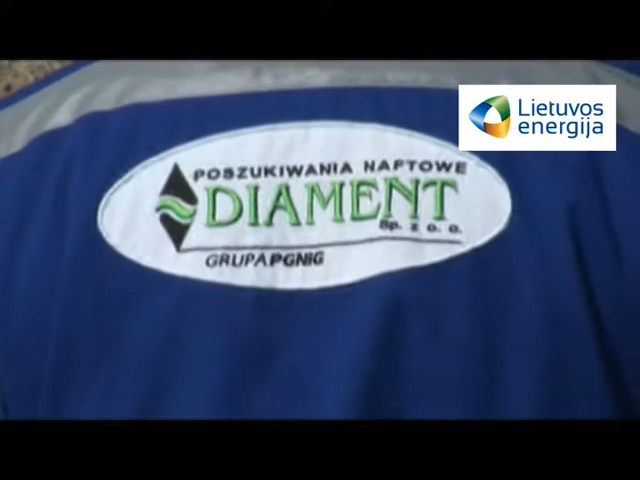 Lietuvos
energija
POSZUKIWANIA NAFTOWE
DIAMENT
Sp. z o. o.
GRUPA PGNIG